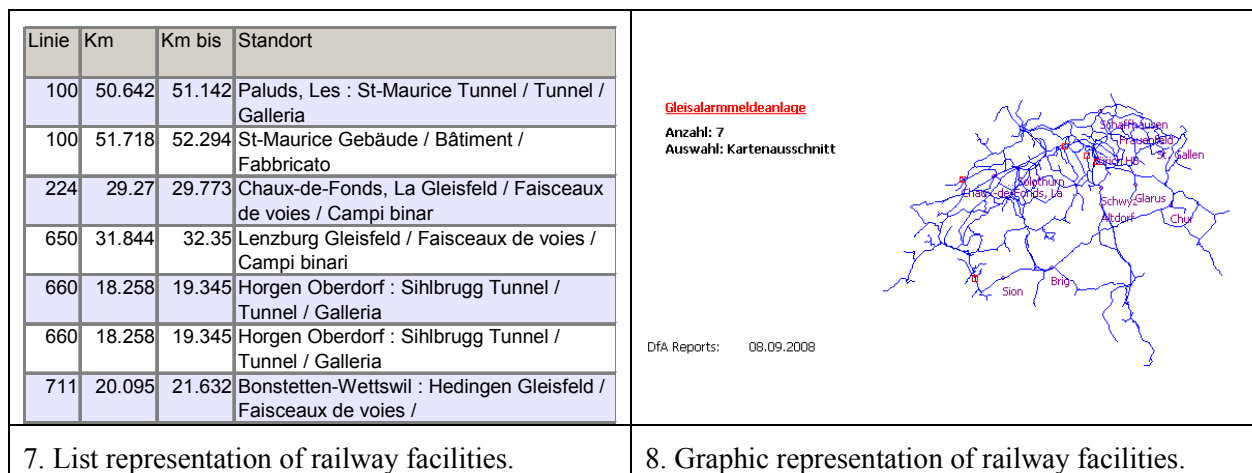 Linie Km Km bis Standort
100 50.642 51.142 Paluds, Les : St-Maurice Tunnel / Tunnel /
Galleria
100 51.718 52.294 St-Maurice Gebäude / Bâtiment /
Fabbricato
224 29.27 29.773 Chaux-de-Fonds, La Gleisfeld / Faisceaux
de voies / Campi binar
650 31.844 32.35 Lenzburg Gleisfeld / Faisceaux de voies /
Campi binari
660 18.258 19.345 Horgen Oberdorf : Sihlbrugg Tunnel /
Tunnel / Galleria
660 18.258 19.345 Horgen Oberdorf : Sihlbrugg Tunnel /
Tunnel / Galleria
711 20.095 21.632 Bonstetten-Wettswil : Hedingen Gleisfeld /
Faisceaux de voies /
7. List representation of railway facilities.
Gleisalarmmeldeanlage
Anzahl: 7
Auswahl: Kartenausschnitt
Schaffhausen
Frauenfeld
St. Gallen
HB
Solothurn
Chaux-de-Fonds, La
Schwyz
Glarus
Altdorf
Chur
Brig
Sion
DfA Reports: 08.09.2008
8. Graphic representation of railway facilities.